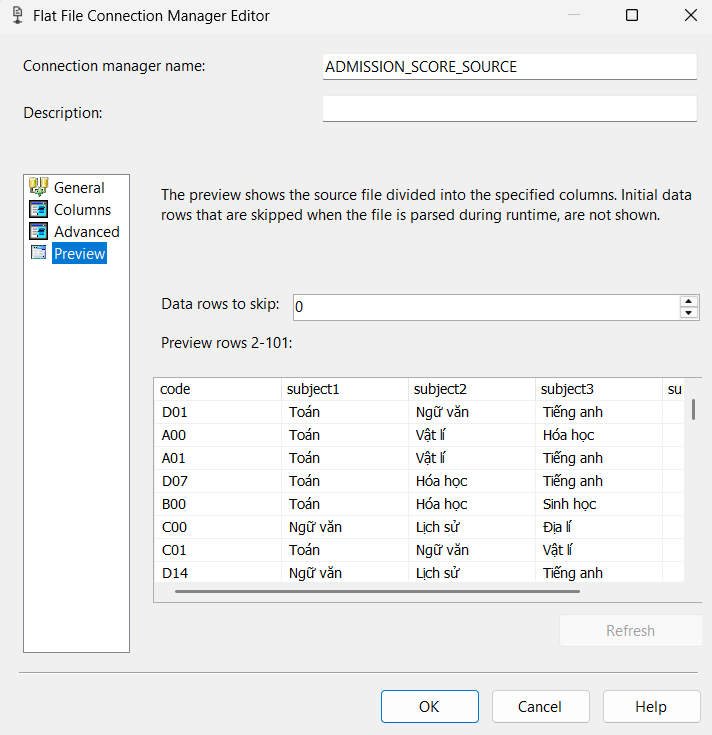 Flat File Connection Manager Editor
Connection manager name: ADMISSION_SCORE_SOURCE
Description:
General
Columns
Advanced
Preview
The preview shows the source file divided into the specified columns. Initial data
rows that are skipped when the file is parsed during runtime, are not shown.
Data rows to skip: 0
Preview rows 2-101:
code subject1 subject2 subject3 su
D01 Toán Ngữ văn Tiếng anh
A00 Toán Vật lí Hóa học
A01 Toán Vật lí Tiếng anh
D07 Toán Hóa học Tiếng anh
B00 Toán Hóa học Sinh học
C00 Ngữ văn Lịch sử Địa lí
C01 Toán Ngữ văn Vật lí
D14 Ngữ văn Lịch sử Tiếng anh
Refresh
OK Cancel Help